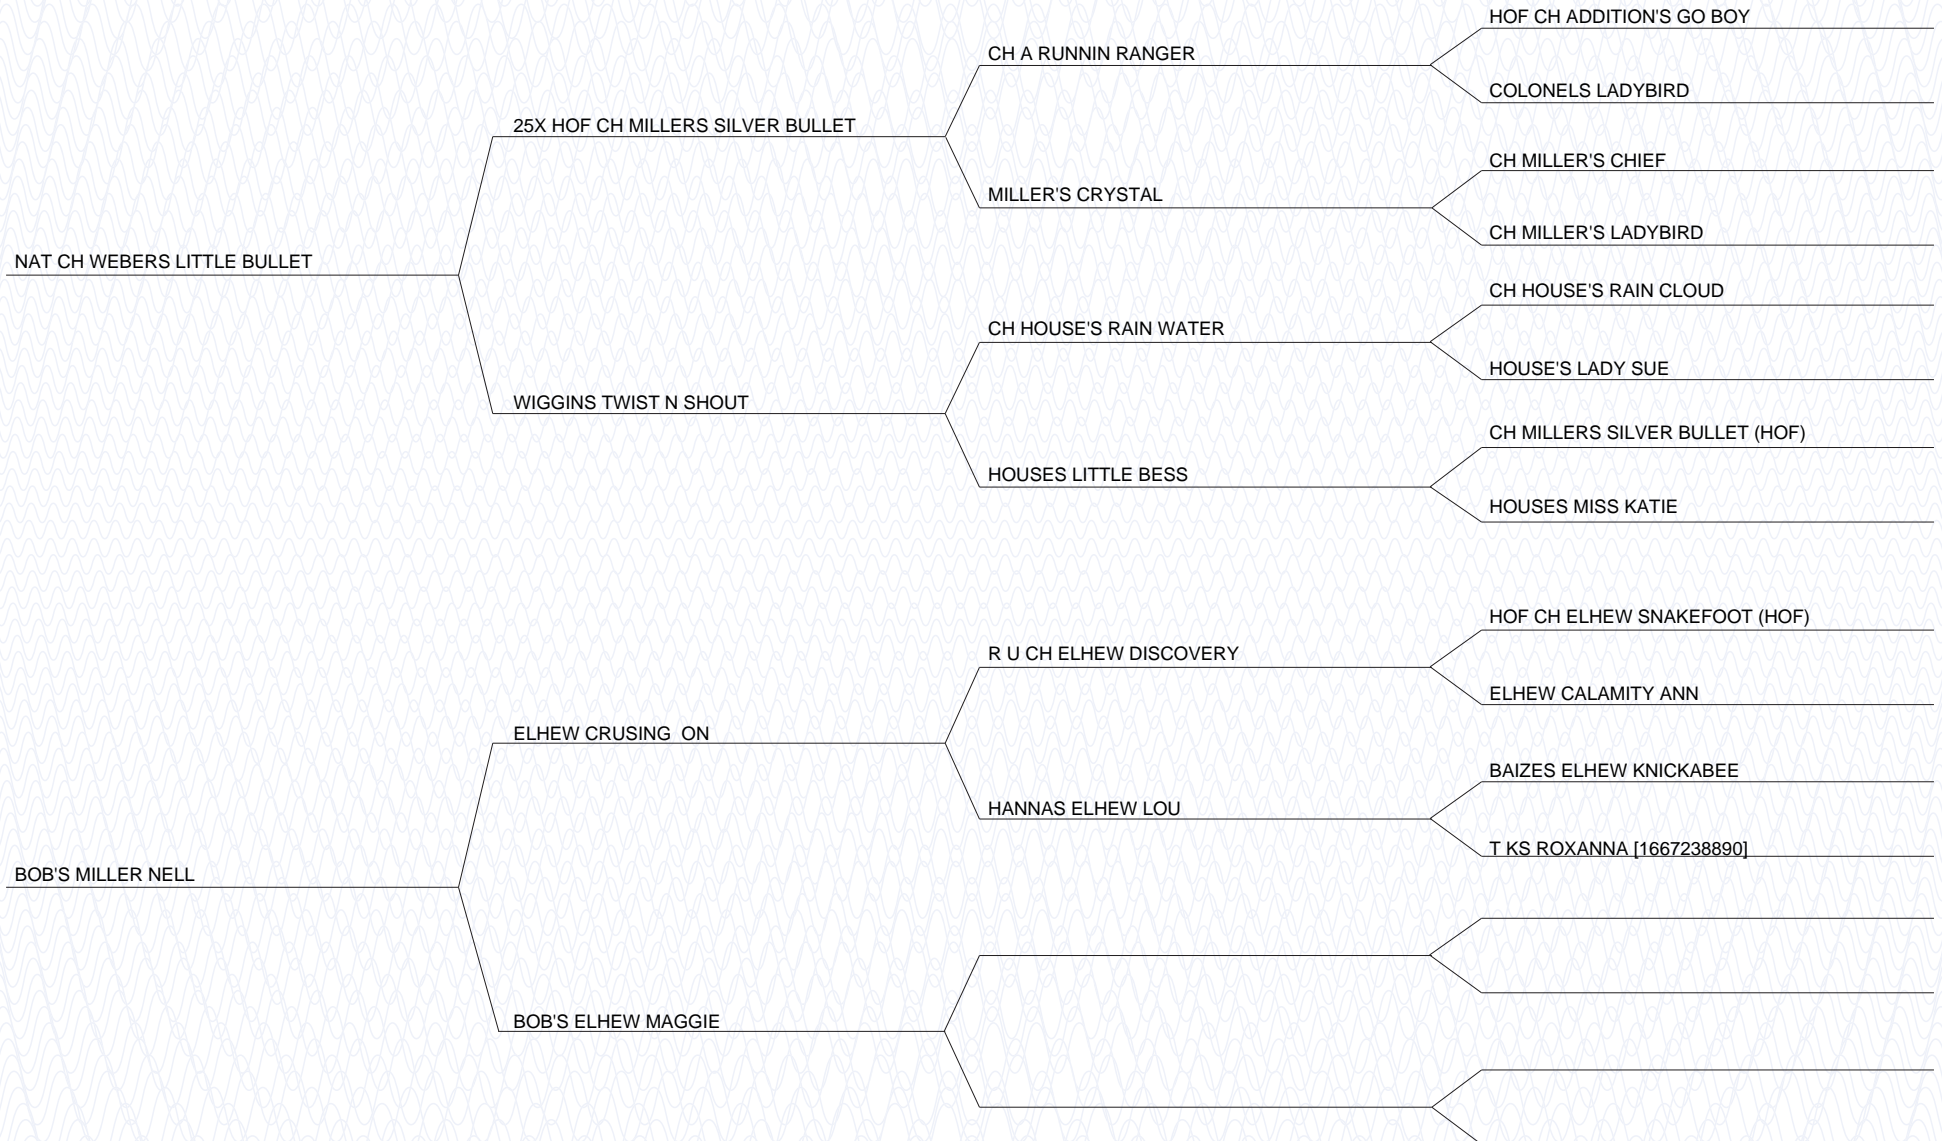 HOF CH ADDITION'S GO BOY
CH A RUNNIN RANGER
COLONELS LADYBIRD
25X HOF CH MILLERS SILVER BULLET
CH MILLER'S CHIEF
MILLER'S CRYSTAL
CH MILLER'S LADYBIRD
NAT CH WEBERS LITTLE BULLET
CH HOUSE'S RAIN CLOUD
CH HOUSE'S RAIN WATER
HOUSE'S LADY SUE
WIGGINS TWIST N SHOUT
CH MILLERS SILVER BULLET (HOF)
HOUSES LITTLE BESS
HOUSES MISS KATIE
HOF CH ELHEW SNAKEFOOT (HOF)
R U CH ELHEW DISCOVERY
ELHEW CALAMITY ANN
ELHEW CRUSING  ON
BAIZES ELHEW KNICKABEE
HANNAS ELHEW LOU
T KS ROXANNA [1667238890]
BOB'S MILLER NELL
BOB'S ELHEW MAGGIE